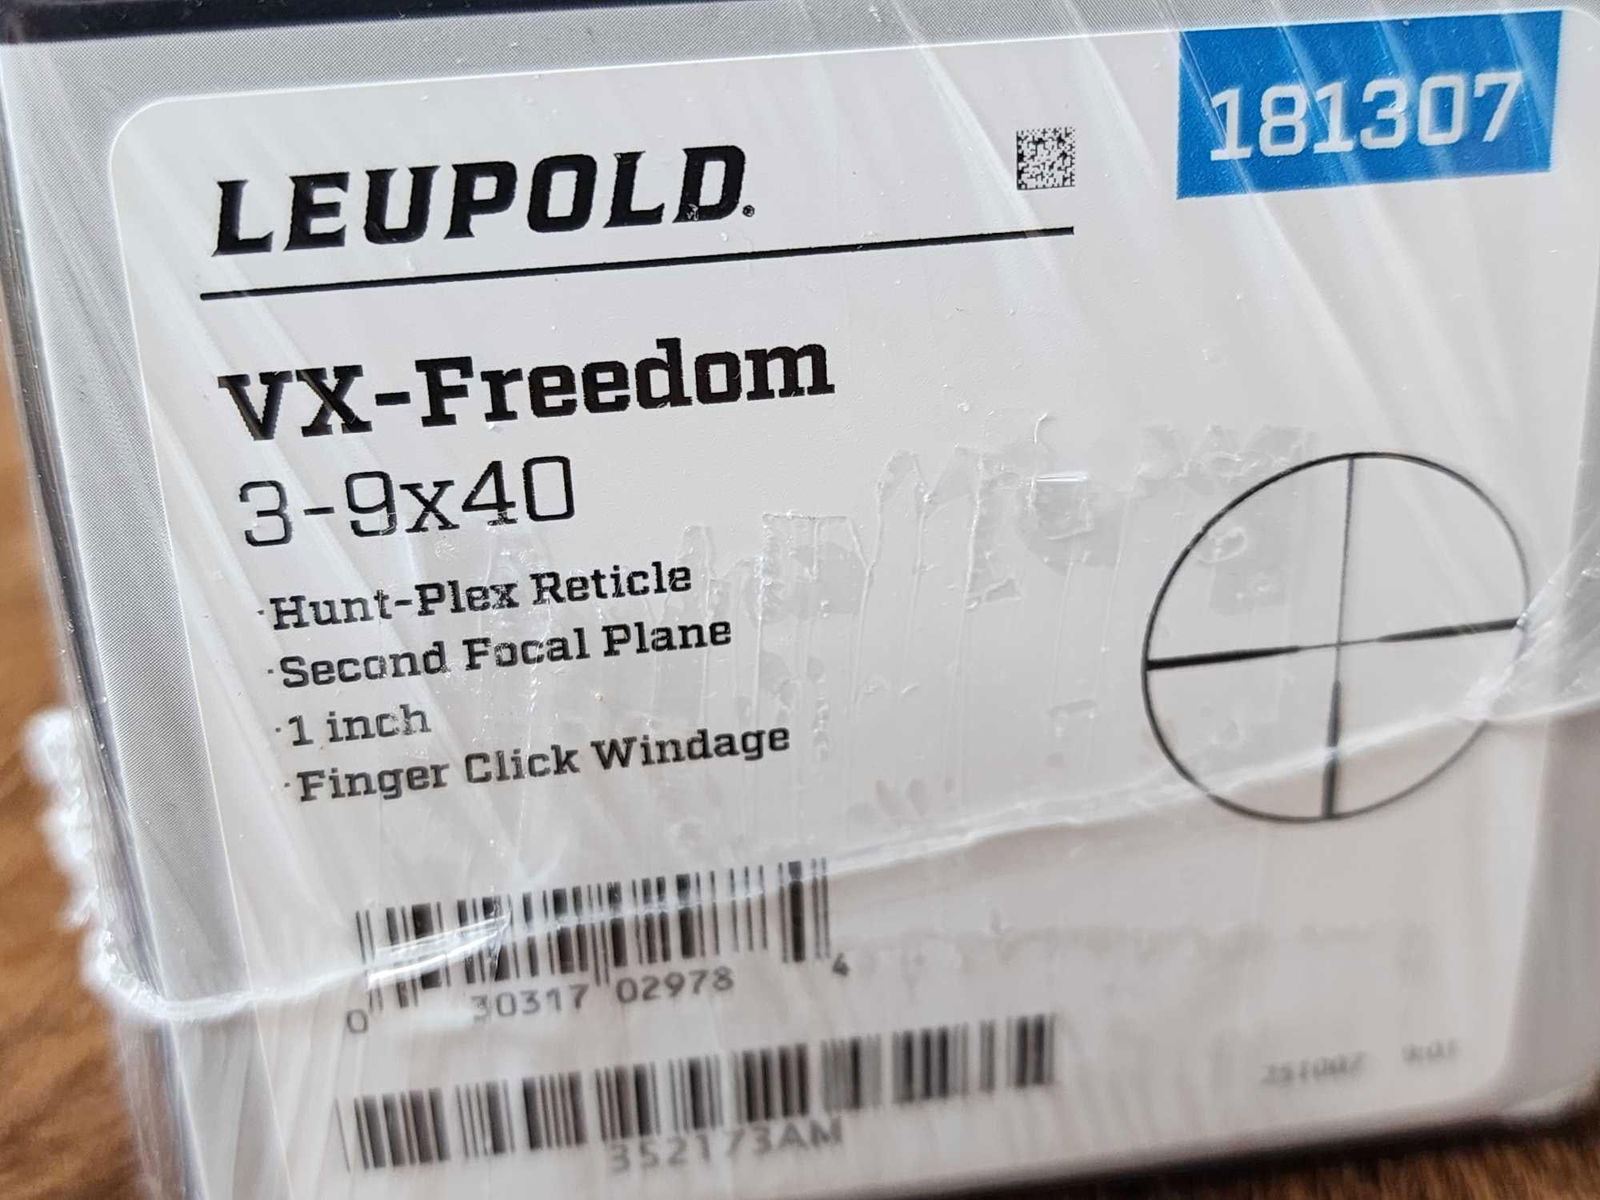 LEUPOLD®
181307
VX-Freedom
3-9x40
·Hunt-Plex Reticle
·Second Focal Plane
·1 inch
·Finger Click Windage
0 30317 02978 4
352173AM